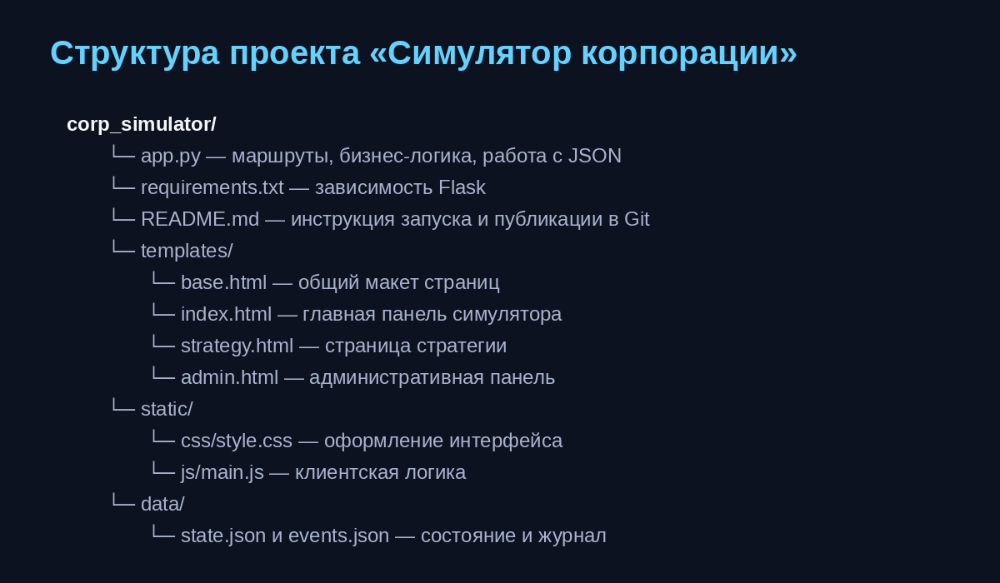 Структура проекта «Симулятор корпорации»
corp_simulator/
└─ app.py — маршруты, бизнес-логика, работа с JSON
└─ requirements.txt — зависимость Flask
└─ README.md — инструкция запуска и публикации в Git
└─ templates/
└─ base.html — общий макет страниц
└─ index.html — главная панель симулятора
└─ strategy.html — страница стратегии
└─ admin.html — административная панель
└─ static/
└─ css/style.css — оформление интерфейса
└─ js/main.js — клиентская логика
└─ data/
└─ state.json и events.json — состояние и журнал